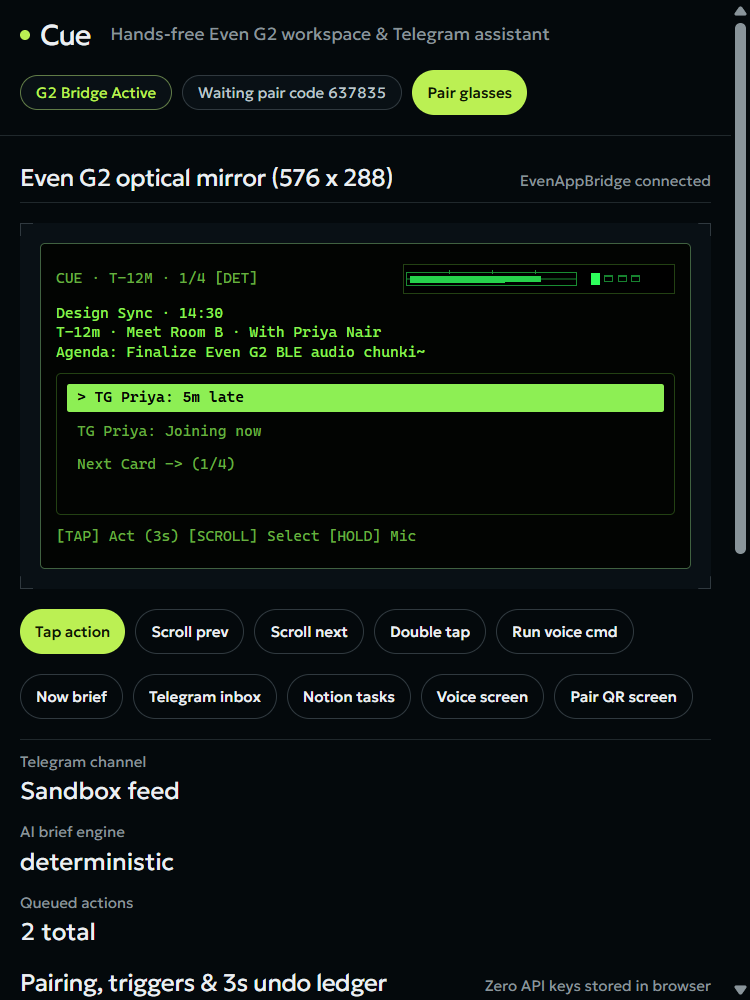 Cue Hands-free Even G2 workspace & Telegram assistant
G2 Bridge Active Waiting pair code 637835 Pair glasses
Even G2 optical mirror (576 x 288) EvenAppBridge connected
CUE · T−12M · 1/4 [DET]
Design Sync · 14:30
T−12m · Meet Room B · With Priya Nair
Agenda: Finalize Even G2 BLE audio chunki~
> TG Priya: 5m late
TG Priya: Joining now
Next Card −> (1/4)
[TAP] Act (3s) [SCROLL] Select [HOLD] Mic
Tap action Scroll prev Scroll next Double tap Run voice cmd
Now brief Telegram inbox Notion tasks Voice screen Pair QR screen
Telegram channel
Sandbox feed
AI brief engine
deterministic
Queued actions
2 total
Pairing, triggers & 3s undo ledger Zero API keys stored in browser